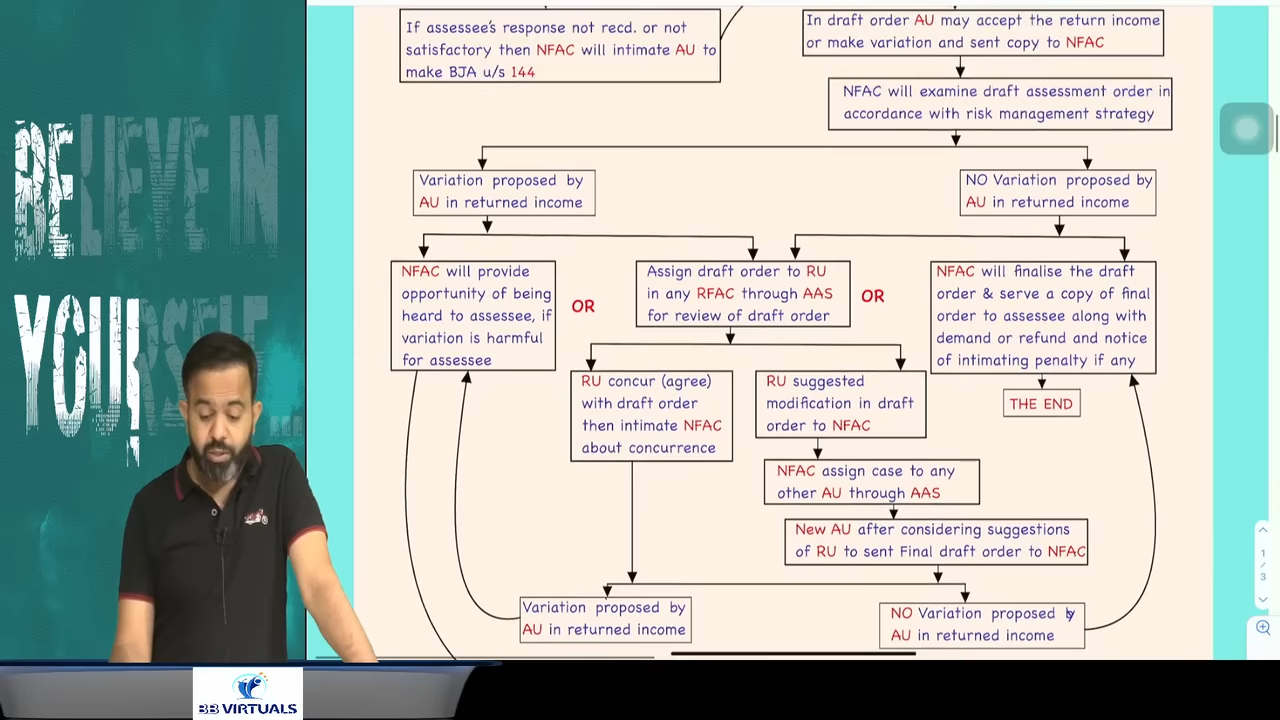 BELIEVE IN
YOURSELF...
If assessee's response not recd. or not
satisfactory then NFAC will intimate AU to
make BJA u/s 144
In draft order AU may accept the return income
or make variation and sent copy to NFAC
NFAC will examine draft assessment order in
accordance with risk management strategy
Variation proposed by
AU in returned income
NO Variation proposed by
AU in returned income
NFAC will provide
opportunity of being
heard to assessee, if
variation is harmful
for assessee
OR
Assign draft order to RU
in any RFAC through AAS
for review of draft order
OR
NFAC will finalise the draft
order & serve a copy of final
order to assessee along with
demand or refund and notice
of intimating penalty if any
THE END
RU concur (agree)
with draft order
then intimate NFAC
about concurrence
RU suggested
modification in draft
order to NFAC
NFAC assign case to any
other AU through AAS
New AU after considering suggestions
of RU to sent Final draft order to NFAC
Variation proposed by
AU in returned income
NO Variation proposed by
AU in returned income
1
/
3
BB VIRTUALS